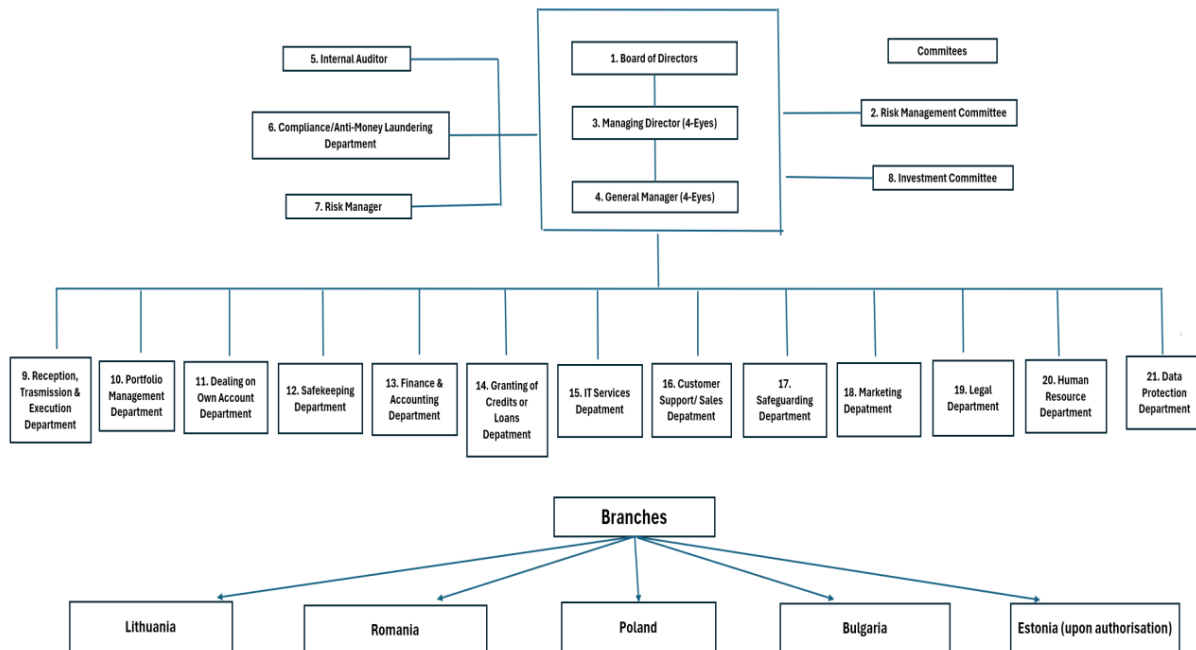 5. Internal Auditor
1. Board of Directors
Commitees
6. Compliance/Anti-Money Laundering
Department
3. Managing Director (4-Eyes)
2. Risk Management Committee
7. Risk Manager
4. General Manager (4-Eyes)
8. Investment Committee
9. Reception,
Trasmission &
Execution
Department
10. Portfolio
Management
Department
11. Dealing on
Own Account
Department
12. Safekeeping
Department
13. Finance &
Accounting
Department
14. Granting of
Credits or
Loans
Depatment
15. IT Services
Depatment
16. Customer
Support/ Sales
Depatment
17.
Safeguarding
Department
18. Marketing
Depatment
19. Legal
Department
20. Human
Resource
Department
21. Data
Protection
Department
Branches
Lithuania
Romania
Poland
Bulgaria
Estonia (upon authorisation)